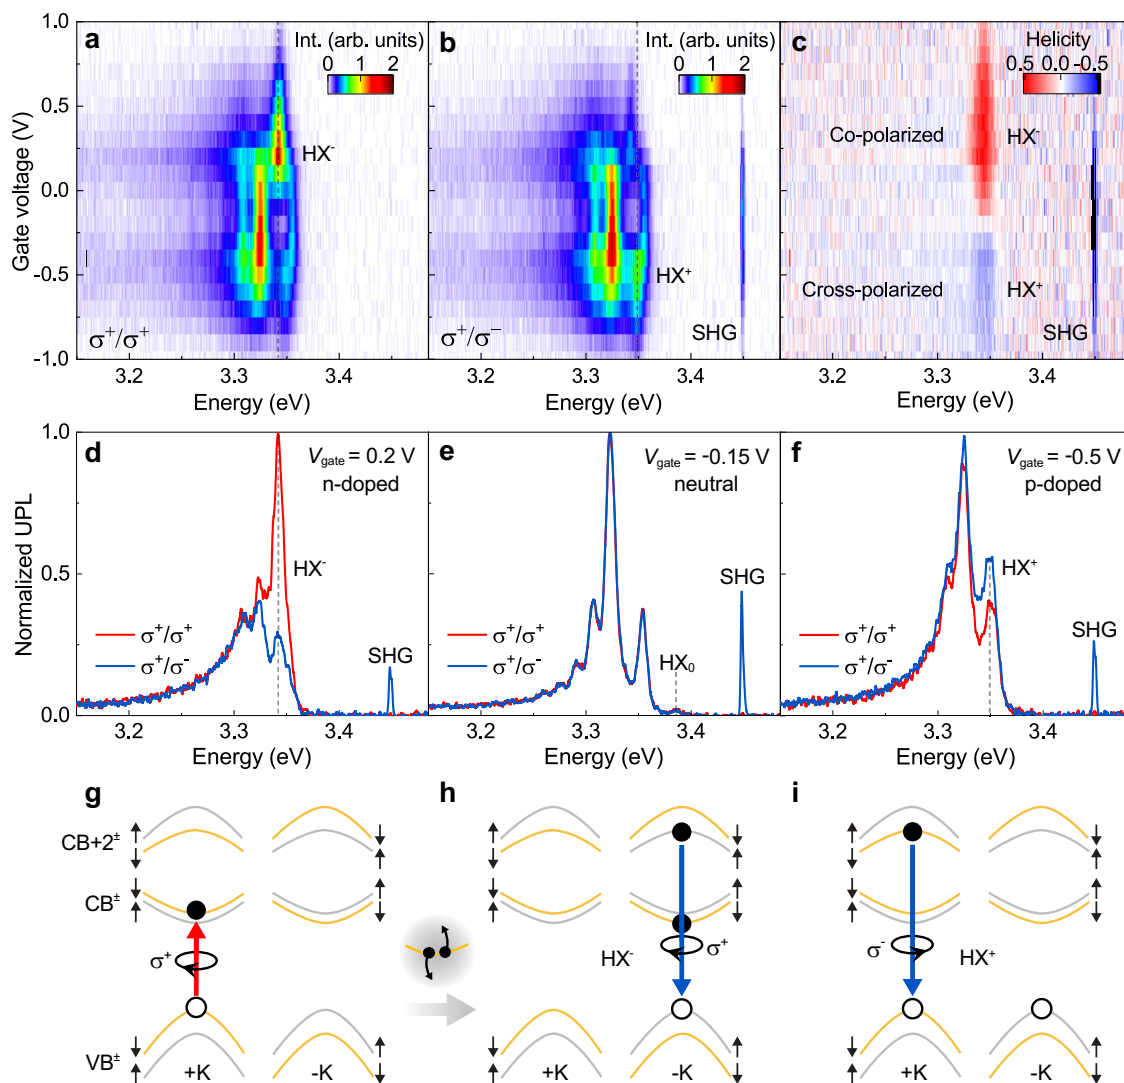 a
Int. (arb. units)
0 1 2
HX⁻
σ⁺/σ⁺
b
Int. (arb. units)
0 1 2
HX⁺
σ⁺/σ⁻
SHG
c
Helicity
0.5 0.0 -0.5
Co-polarized
HX⁻
Cross-polarized
HX⁺
SHG
Gate voltage (V)
1.0
0.5
0.0
-0.5
-1.0
3.2 3.3 3.4
3.2 3.3 3.4
3.2 3.3 3.4
Energy (eV)
Energy (eV)
Energy (eV)
d
V_gate = 0.2 V
n-doped
HX⁻
σ⁺/σ⁺
σ⁺/σ⁻
SHG
e
V_gate = -0.15 V
neutral
SHG
σ⁺/σ⁺
σ⁺/σ⁻
HX₀
f
V_gate = -0.5 V
p-doped
HX⁺
σ⁺/σ⁺
σ⁺/σ⁻
SHG
Normalized UPL
1.0
0.5
0.0
3.2 3.3 3.4
3.2 3.3 3.4
3.2 3.3 3.4
Energy (eV)
Energy (eV)
Energy (eV)
g
CB+2±
CB±
σ⁺
VB±
+K -K
h
HX⁻
σ⁺
+K -K
i
σ⁻
HX⁺
+K -K